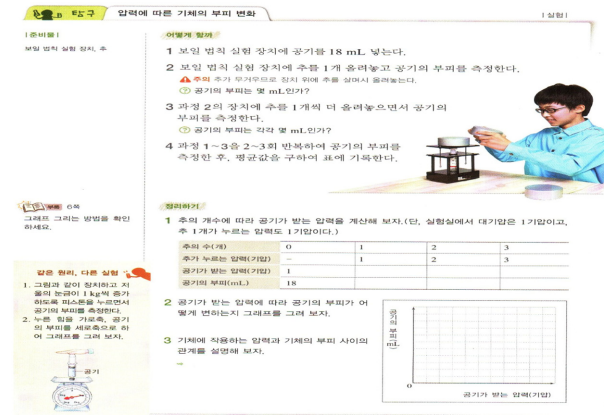 탐구
압력에 따른 기체의 부피 변화
| 실험 |
| 준비물 |
보일 법칙 실험 장치, 추
어떻게 할까
1 보일 법칙 실험 장치에 공기를 18 mL 넣는다.
2 보일 법칙 실험 장치에 추를 1개 올려놓고 공기의 부피를 측정한다.
주의 추가 무거우므로 장치 위에 추를 살며시 올려놓는다.
? 공기의 부피는 몇 mL인가?
3 과정 2의 장치에 추를 1개씩 더 올려놓으면서 공기의
부피를 측정한다.
? 공기의 부피는 각각 몇 mL인가?
4 과정 1~3을 2~3회 반복하여 공기의 부피를
측정한 후, 평균값을 구하여 표에 기록한다.
부록 6쪽
그래프 그리는 방법을 확인
하세요.
정리하기
1 추의 개수에 따라 공기가 받는 압력을 계산해 보자.(단, 실험실에서 대기압은 1기압이고,
추 1개가 누르는 압력도 1기압이다.)
추의 수(개) 0 1 2 3
추가 누르는 압력(기압) – 1 2 3
공기가 받는 압력(기압) 1
공기의 부피(mL) 18
같은 원리, 다른 실험
1. 그림과 같이 장치하고 저
울의 눈금이 1 kg씩 증가
하도록 피스톤을 누르면서
공기의 부피를 측정한다.
2. 누른 힘을 가로축, 공기
의 부피를 세로축으로 하
여 그래프를 그려 보자.
공기
2 공기가 받는 압력에 따라 공기의 부피가 어
떻게 변하는지 그래프를 그려 보자.
3 기체에 작용하는 압력과 기체의 부피 사이의
관계를 설명해 보자.
→
공기의 부피(mL)
0
공기가 받는 압력(기압)